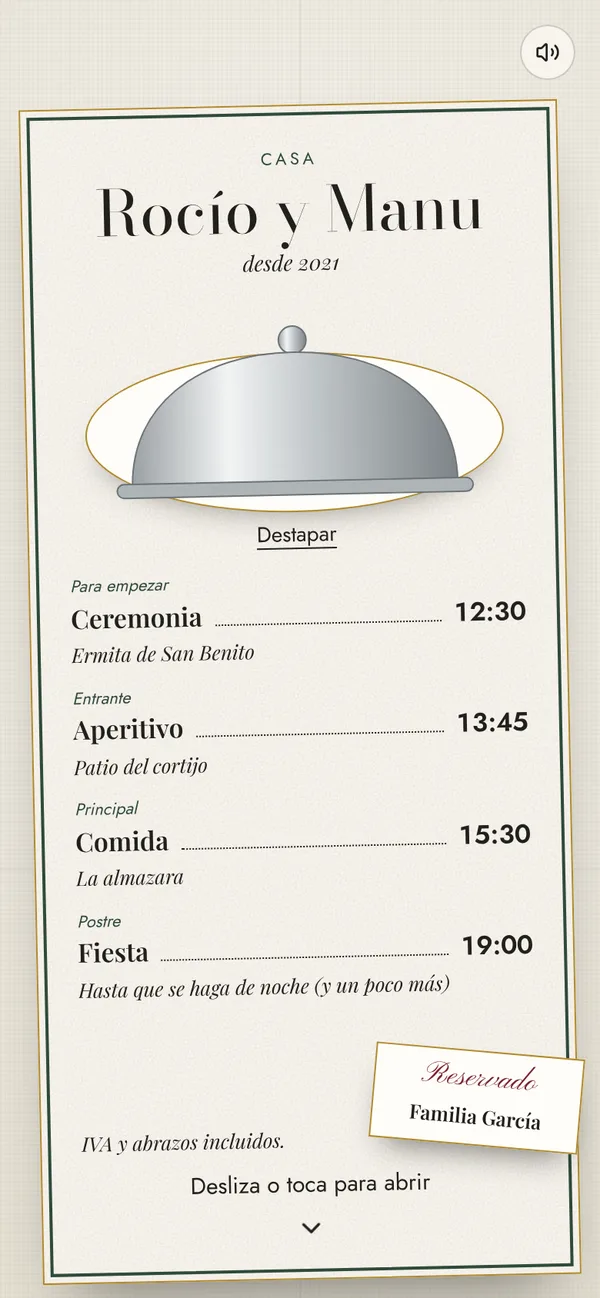 CASA
Rocío y Manu
desde 2021
Destapar
Para empezar
Ceremonia 12:30
Ermita de San Benito
Entrante
Aperitivo 13:45
Patio del cortijo
Principal
Comida 15:30
La almazara
Postre
Fiesta 19:00
Hasta que se haga de noche (y un poco más)
Reservado
Familia García
IVA y abrazos incluidos.
Desliza o toca para abrir